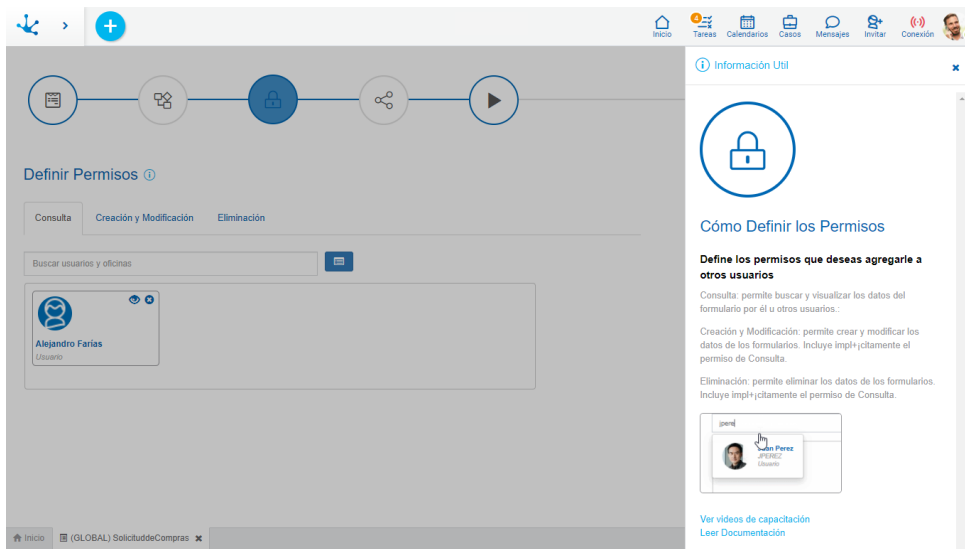 Inicio
4
Tareas
Calendarios
Casos
Mensajes
Invitar
Conexión
Definir Permisos
Consulta
Creación y Modificación
Eliminación
Buscar usuarios y oficinas
Alejandro Farías
Usuario
Inicio
(GLOBAL) SolicituddeCompras
Información Util
Cómo Definir los Permisos
Define los permisos que deseas agregarle a
otros usuarios
Consulta: permite buscar y visualizar los datos del
formulario por él u otros usuarios.:
Creación y Modificación: permite crear y modificar los
datos de los formularios. Incluye impl+¡citamente el
permiso de Consulta.
Eliminación: permite eliminar los datos de los formularios.
Incluye impl+¡citamente el permiso de Consulta.
jpere
Perez
JPEREZ
Usuario
Ver videos de capacitación
Leer Documentación